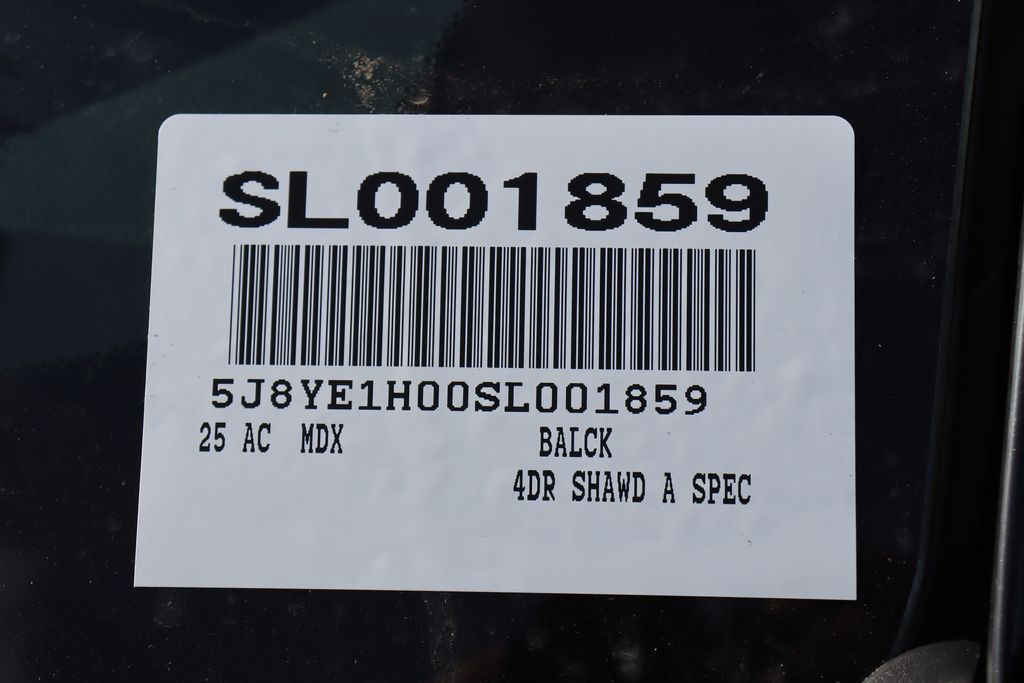 SL001859
5J8YE1H00SL001859
25 AC MDX BALCK
4DR SHAWD A SPEC